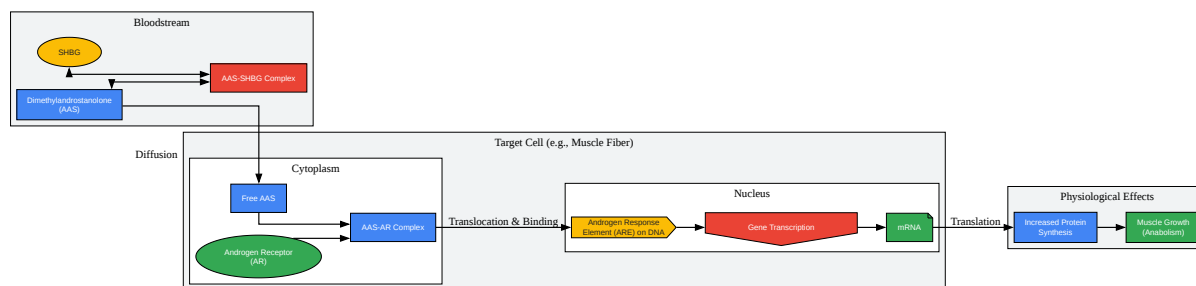 Bloodstream
SHBG
AAS-SHBG Complex
Dimethylandrostanolone
(AAS)
Diffusion
Target Cell (e.g., Muscle Fiber)
Cytoplasm
Free AAS
AAS-AR Complex
Androgen Receptor
(AR)
Translocation & Binding
Nucleus
Androgen Response
Element (ARE) on DNA
Gene Transcription
mRNA
Translation
Physiological Effects
Increased Protein
Synthesis
Muscle Growth
(Anabolism)